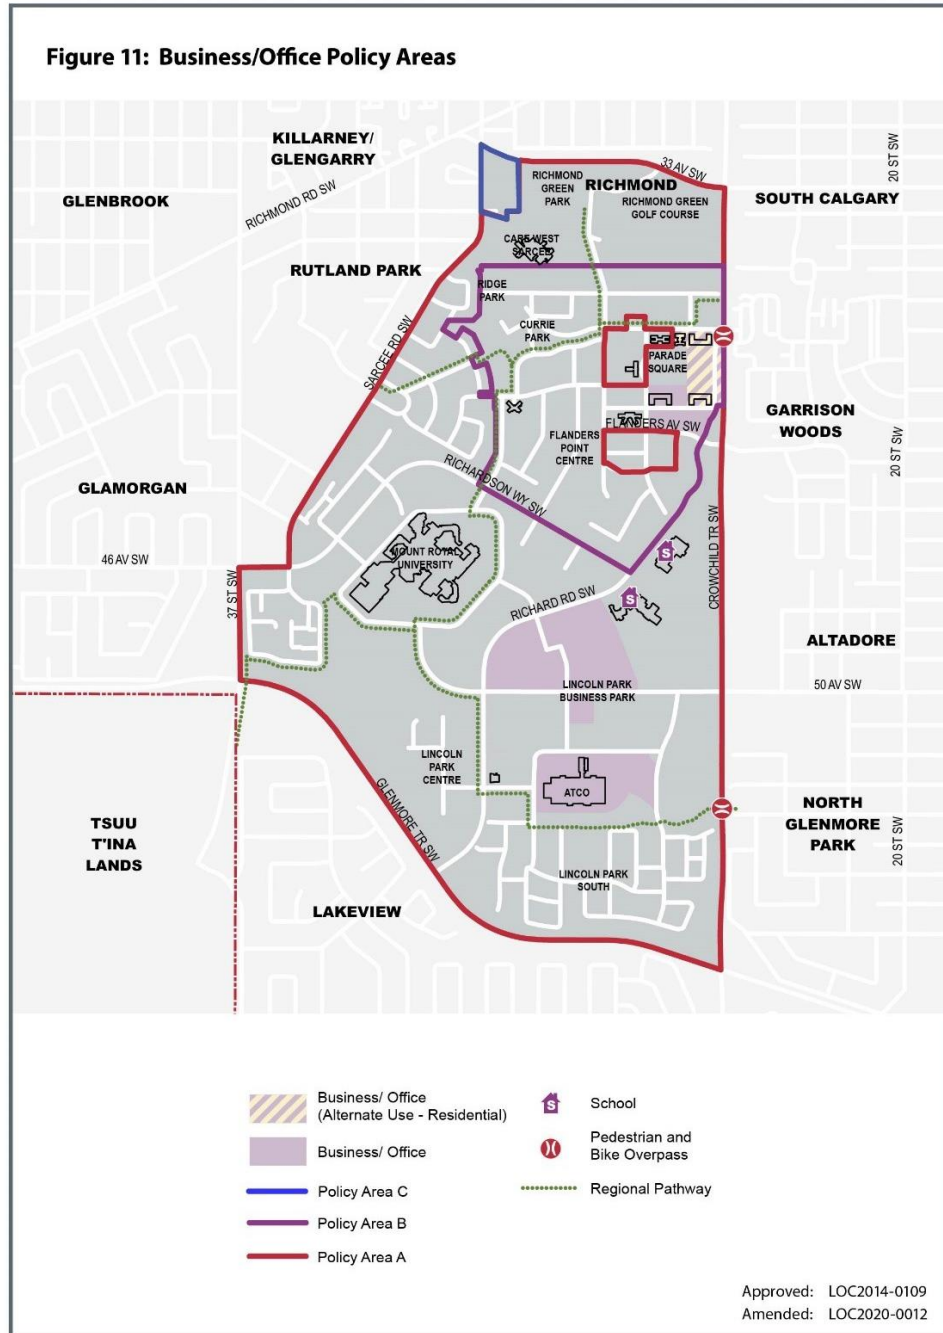 Figure 11: Business/Office Policy Areas
KILLARNEY/
GLENGARRY
33 AV SW
20 ST SW
RICHMOND
GREEN
PARK
RICHMOND
GLENBROOK
RICHMOND RD SW
RICHMOND GREEN
GOLF COURSE
SOUTH CALGARY
CARE WEST
SARCEE
RUTLAND PARK
RIDGE
PARK
CURRIE
PARK
SARCEE RD SW
PARADE
SQUARE
GARRISON
WOODS
FLANDERS AV SW
FLANDERS
POINT
CENTRE
20 ST SW
RICHARDSON WY SW
GLAMORGAN
CROWCHILD TR SW
46 AV SW
MOUNT ROYAL
UNIVERSITY
S
37 ST SW
RICHARD RD SW
S
ALTADORE
LINCOLN PARK
BUSINESS PARK
50 AV SW
LINCOLN
PARK
CENTRE
ATCO
GLENMORE TR SW
NORTH
GLENMORE
PARK
TSUU
T'INA
LANDS
20 ST SW
LINCOLN PARK
SOUTH
LAKEVIEW
Business/ Office
(Alternate Use - Residential)
S
School
Business/ Office
Pedestrian and
Bike Overpass
Policy Area C
Regional Pathway
Policy Area B
Policy Area A
Approved: LOC2014-0109
Amended: LOC2020-0012